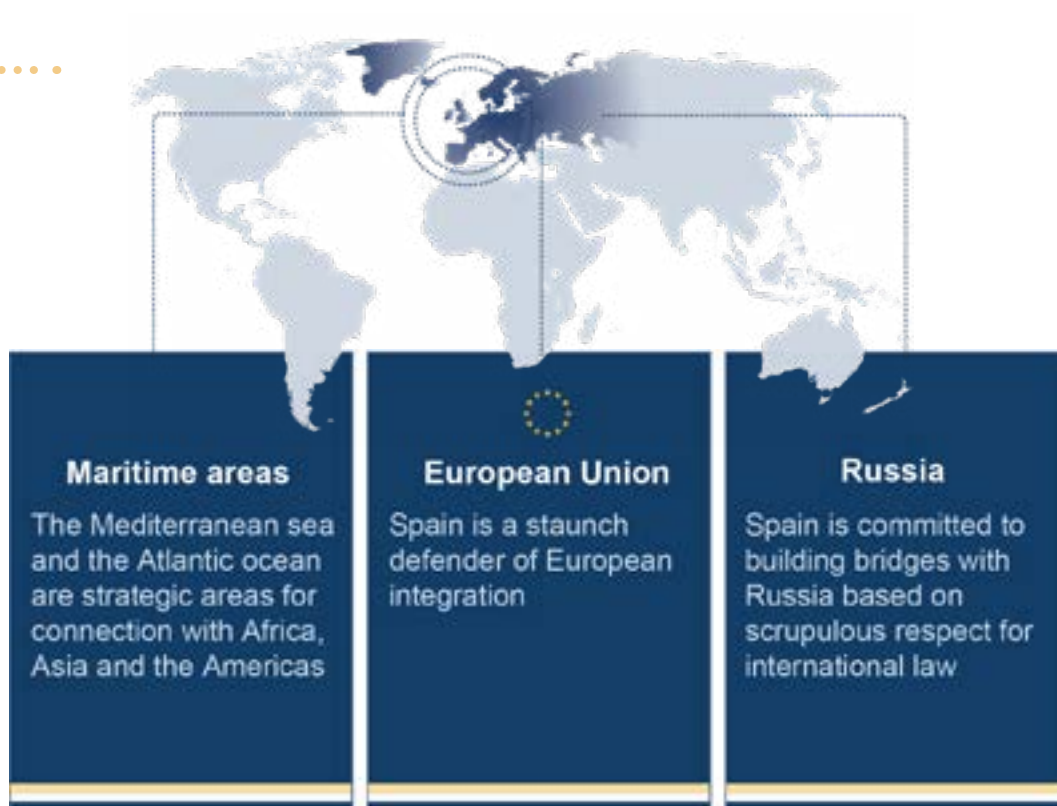 Maritime areas
The Mediterranean sea
and the Atlantic ocean
are strategic areas for
connection with Africa,
Asia and the Americas
European Union
Spain is a staunch
defender of European
integration
Russia
Spain is committed to
building bridges with
Russia based on
scrupulous respect for
international law